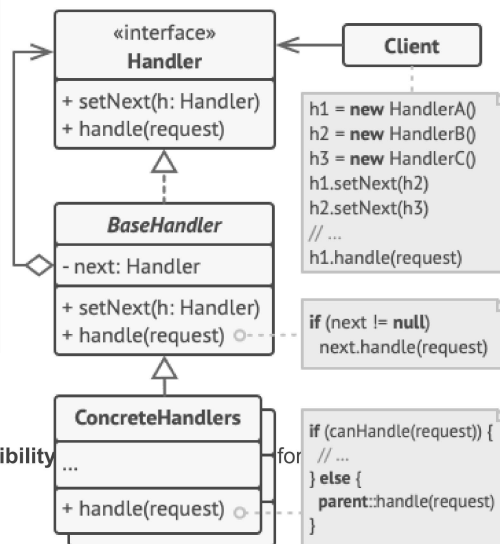 «interface»
Handler
+ setNext(h: Handler)
+ handle(request)
Client
h1 = new HandlerA()
h2 = new HandlerB()
h3 = new HandlerC()
h1.setNext(h2)
h2.setNext(h3)
// ...
h1.handle(request)
BaseHandler
- next: Handler
+ setNext(h: Handler)
+ handle(request)
if (next != null)
next.handle(request)
ConcreteHandlers
...
+ handle(request)
ibility
for
if (canHandle(request)) {
// ...
} else {
parent::handle(request)
}